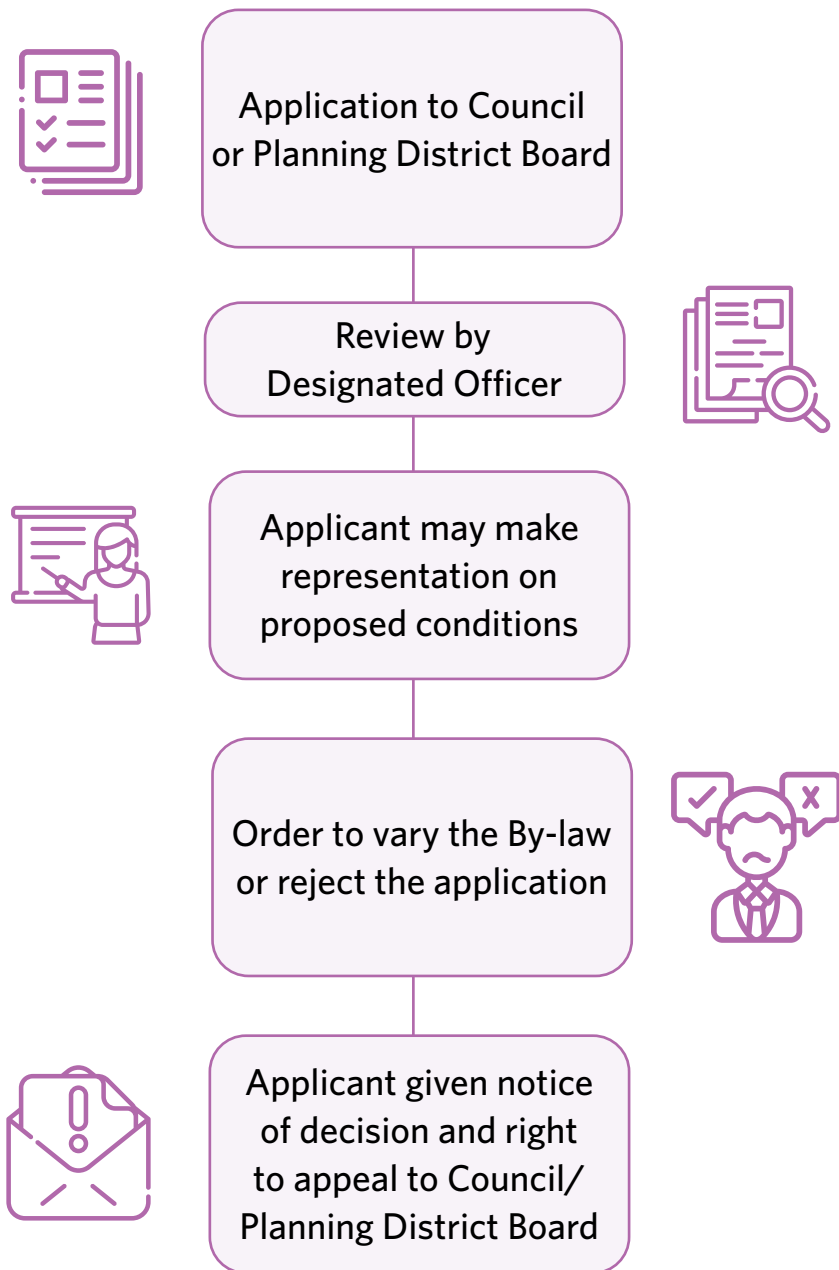 Application to Council
or Planning District Board
Review by
Designated Officer
Applicant may make
representation on
proposed conditions
Order to vary the By-law
or reject the application
Applicant given notice
of decision and right
to appeal to Council/
Planning District Board